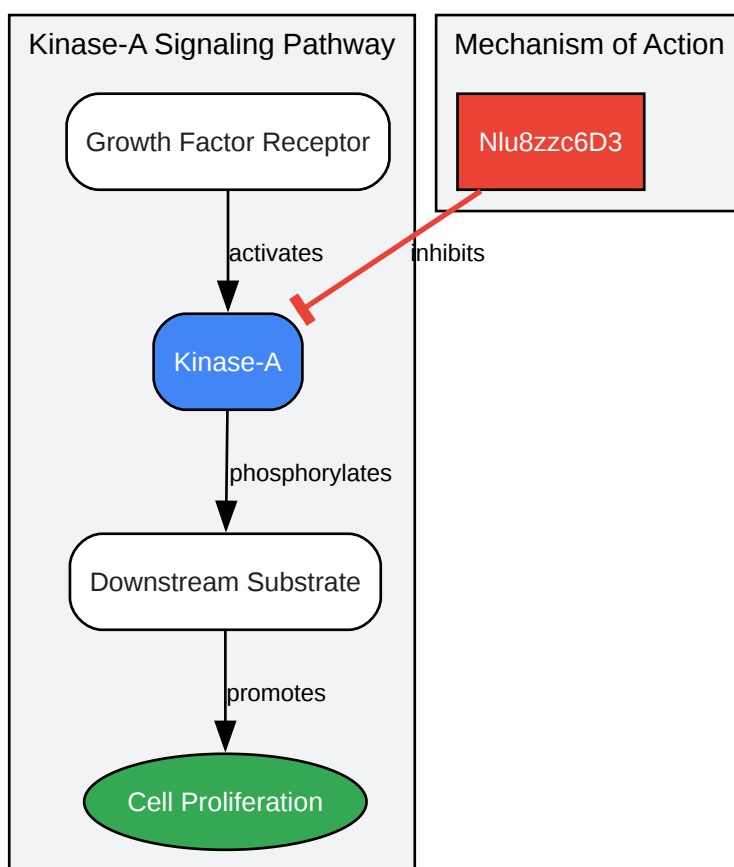 Kinase-A Signaling Pathway
Mechanism of Action
Growth Factor Receptor
Nlu8zzc6D3
activates
inhibits
Kinase-A
phosphorylates
Downstream Substrate
promotes
Cell Proliferation